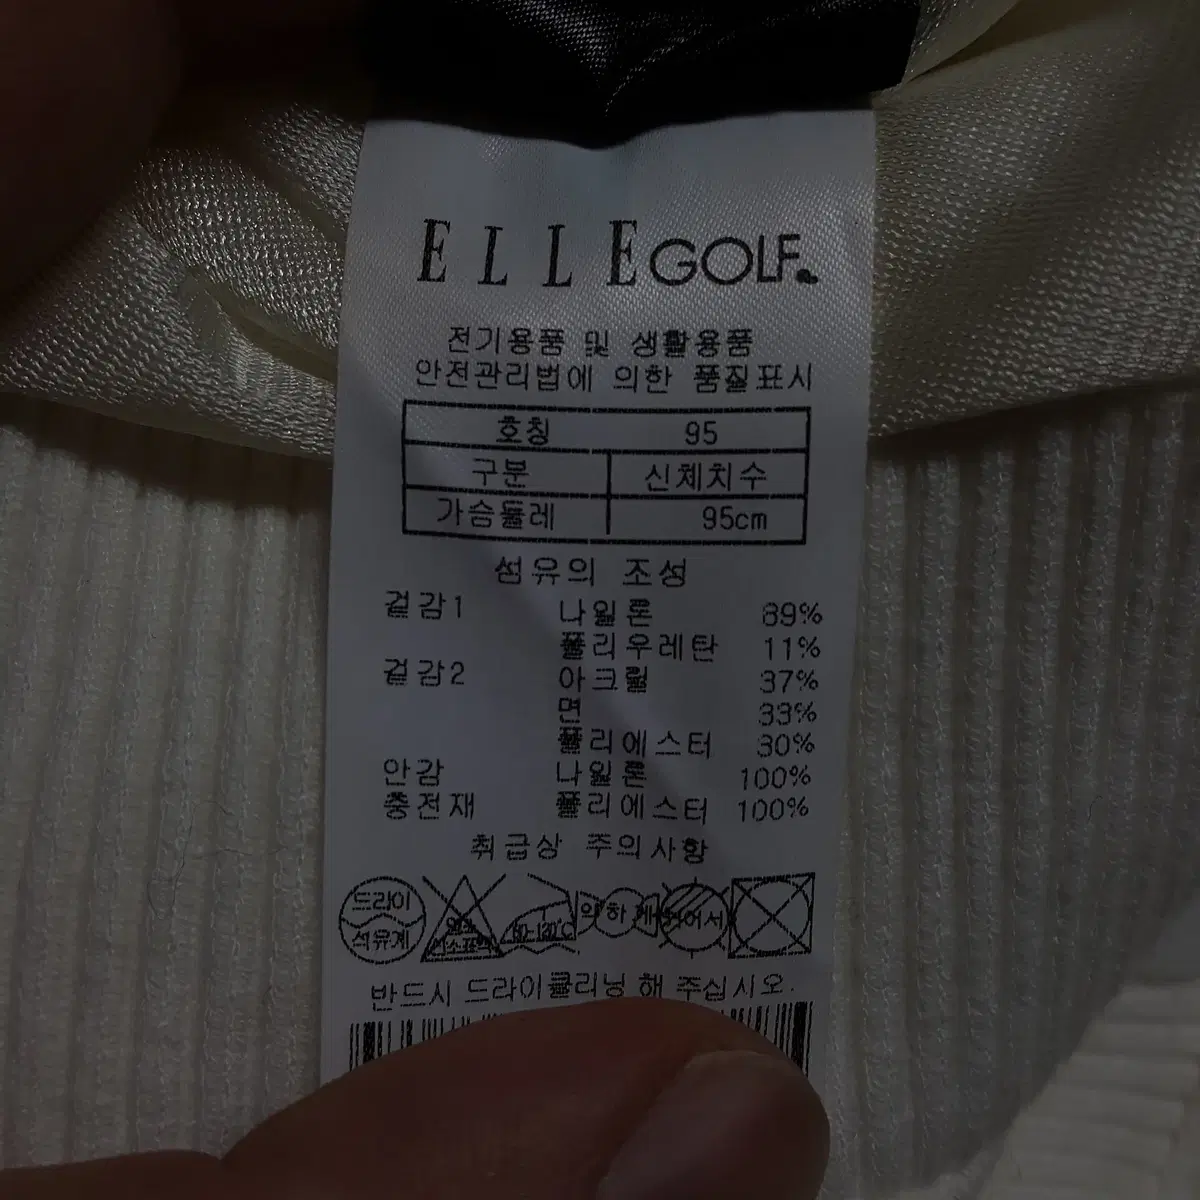 ELLE GOLF
전기용품 및 생활용품
안전관리법에 의한 품질표시
호칭 95
구분 신체치수
가슴둘레 95cm
섬유의 조성
겉감1 나일론 89%
폴리우레탄 11%
겉감2 아크릴 37%
면 33%
폴리에스터 30%
안감 나일론 100%
충전재 폴리에스터 100%
취급상 주의사항
드라이
석유계
반드시 드라이클리닝 해 주십시오.